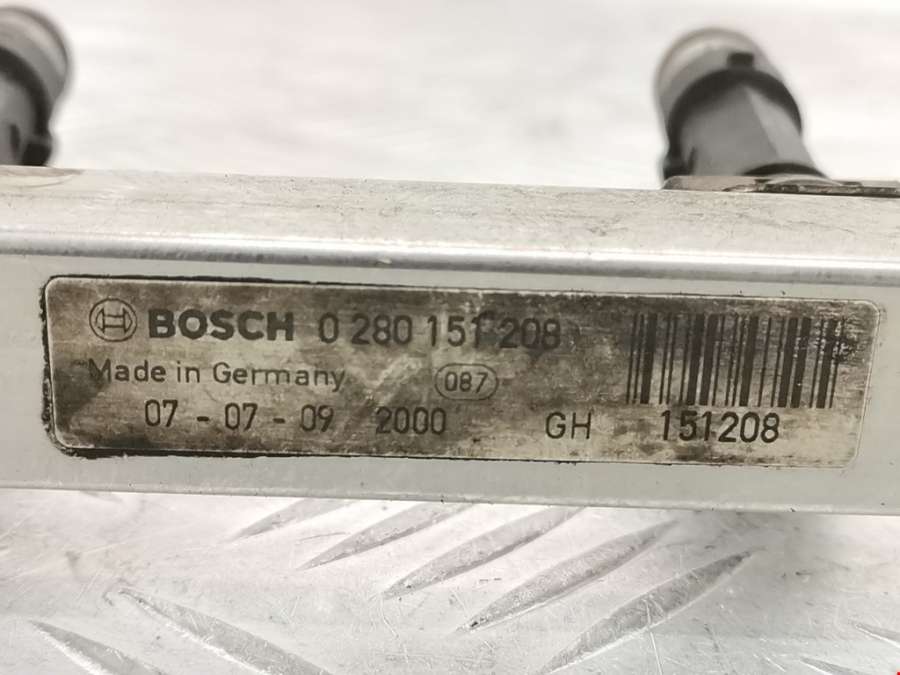 BOSCH 0 280 151 208
Made in Germany 087
07 - 07 - 09 2000 GH 151208